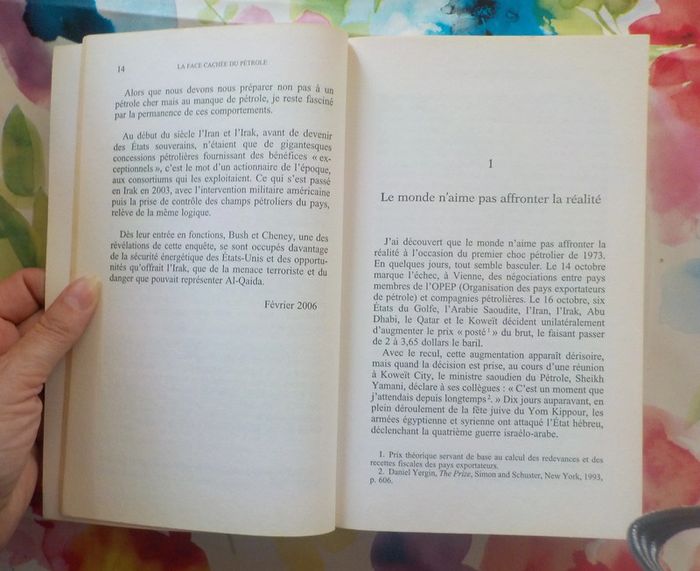 14
LA FACE CACHÉE DU PÉTROLE
Alors que nous devons nous préparer non pas à un
pétrole cher mais au manque de pétrole, je reste fasciné
par la permanence de ces comportements.
Au début du siècle l'Iran et l'Irak, avant de devenir
des États souverains, n'étaient que de gigantesques
concessions pétrolières fournissant des bénéfices « ex-
ceptionnels », c'est le mot d'un actionnaire de l'époque,
aux consortiums qui les exploitaient. Ce qui s'est passé
en Irak en 2003, avec l'intervention militaire américaine
puis la prise de contrôle des champs pétroliers du pays,
relève de la même logique.
Dès leur entrée en fonctions, Bush et Cheney, une des
révélations de cette enquête, se sont occupés davantage
de la sécurité énergétique des États-Unis et des opportu-
nités qu'offrait l'Irak, que de la menace terroriste et du
danger que pouvait représenter Al-Qaida.
Février 2006
1
Le monde n'aime pas affronter la réalité
J'ai découvert que le monde n'aime pas affronter la
réalité à l'occasion du premier choc pétrolier de 1973.
En quelques jours, tout semble basculer. Le 14 octobre
marque l'échec, à Vienne, des négociations entre pays
membres de l'OPEP (Organisation des pays exportateurs
de pétrole) et compagnies pétrolières. Le 16 octobre, six
États du Golfe, l'Arabie Saoudite, l'Iran, l'Irak, Abu
Dhabi, le Qatar et le Koweït décident unilatéralement
d'augmenter le prix « posté¹ » du brut, le faisant passer
de 2 à 3,65 dollars le baril.
Avec le recul, cette augmentation apparaît dérisoire,
mais quand la décision est prise, au cours d'une réunion
à Koweït City, le ministre saoudien du Pétrole, Sheikh
Yamani, déclare à ses collègues : « C'est un moment que
j'attendais depuis longtemps². » Dix jours auparavant, en
plein déroulement de la fête juive du Yom Kippour, les
armées égyptienne et syrienne ont attaqué l'État hébreu,
déclenchant la quatrième guerre israélo-arabe.
1. Prix théorique servant de base au calcul des redevances et des
recettes fiscales des pays exportateurs.
2. Daniel Yergin, The Prize, Simon and Schuster, New York, 1993,
p. 606.